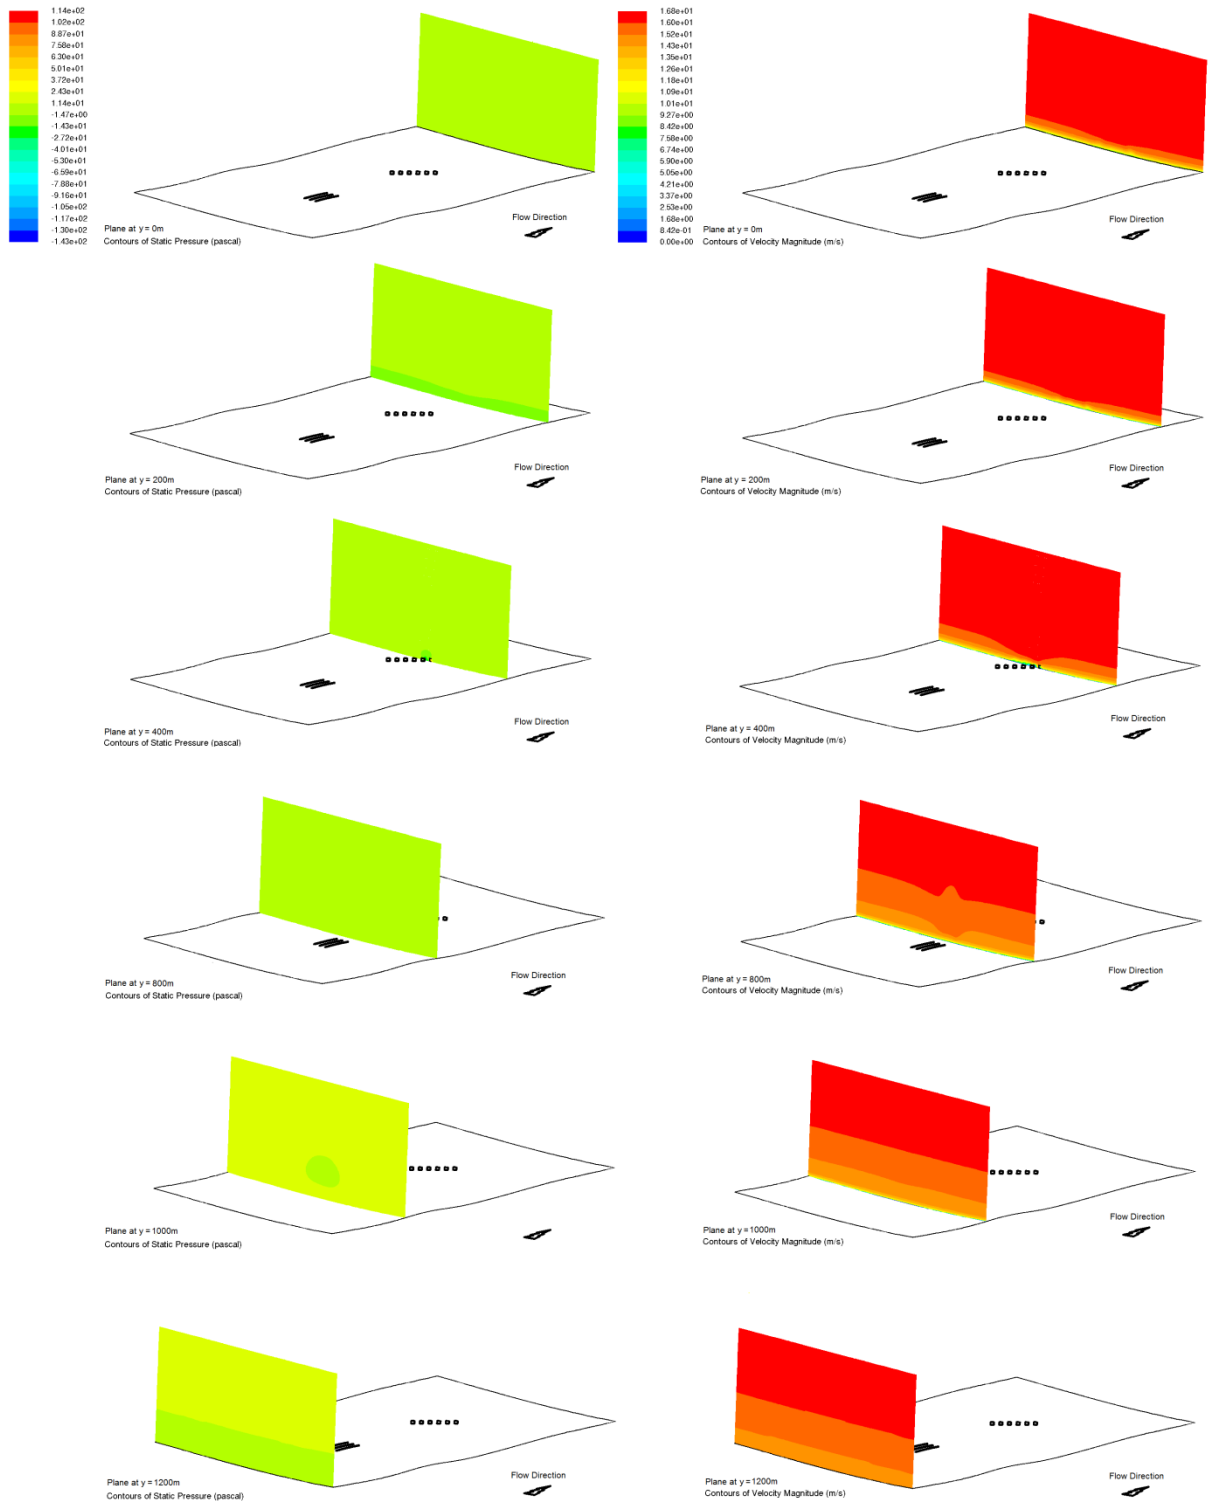 1.14e+02
1.02e+02
8.87e+01
7.58e+01
6.30e+01
5.01e+01
3.72e+01
2.43e+01
1.14e+01
-1.47e+00
-1.43e+01
-2.72e+01
-4.01e+01
-5.30e+01
-6.59e+01
-7.88e+01
-9.16e+01
-1.05e+02
-1.17e+02
-1.30e+02
-1.43e+02
Plane at y = 0m
Contours of Static Pressure (pascal)
Flow Direction
1.68e+01
1.60e+01
1.52e+01
1.43e+01
1.35e+01
1.26e+01
1.18e+01
1.09e+01
1.01e+01
9.27e+00
8.42e+00
7.58e+00
6.74e+00
5.90e+00
5.05e+00
4.21e+00
3.37e+00
2.53e+00
1.68e+00
8.42e-01
0.00e+00
Plane at y = 0m
Contours of Velocity Magnitude (m/s)
Flow Direction
Plane at y = 200m
Contours of Static Pressure (pascal)
Flow Direction
Plane at y = 200m
Contours of Velocity Magnitude (m/s)
Flow Direction
Plane at y = 400m
Contours of Static Pressure (pascal)
Flow Direction
Plane at y = 400m
Contours of Velocity Magnitude (m/s)
Flow Direction
Plane at y = 800m
Contours of Static Pressure (pascal)
Flow Direction
Plane at y = 800m
Contours of Velocity Magnitude (m/s)
Flow Direction
Plane at y = 1000m
Contours of Static Pressure (pascal)
Plane at y = 1000m
Contours of Velocity Magnitude (m/s)
Flow Direction
Plane at y = 1200m
Contours of Static Pressure (pascal)
Flow Direction
Plane at y = 1200m
Contours of Velocity Magnitude (m/s)
Flow Direction